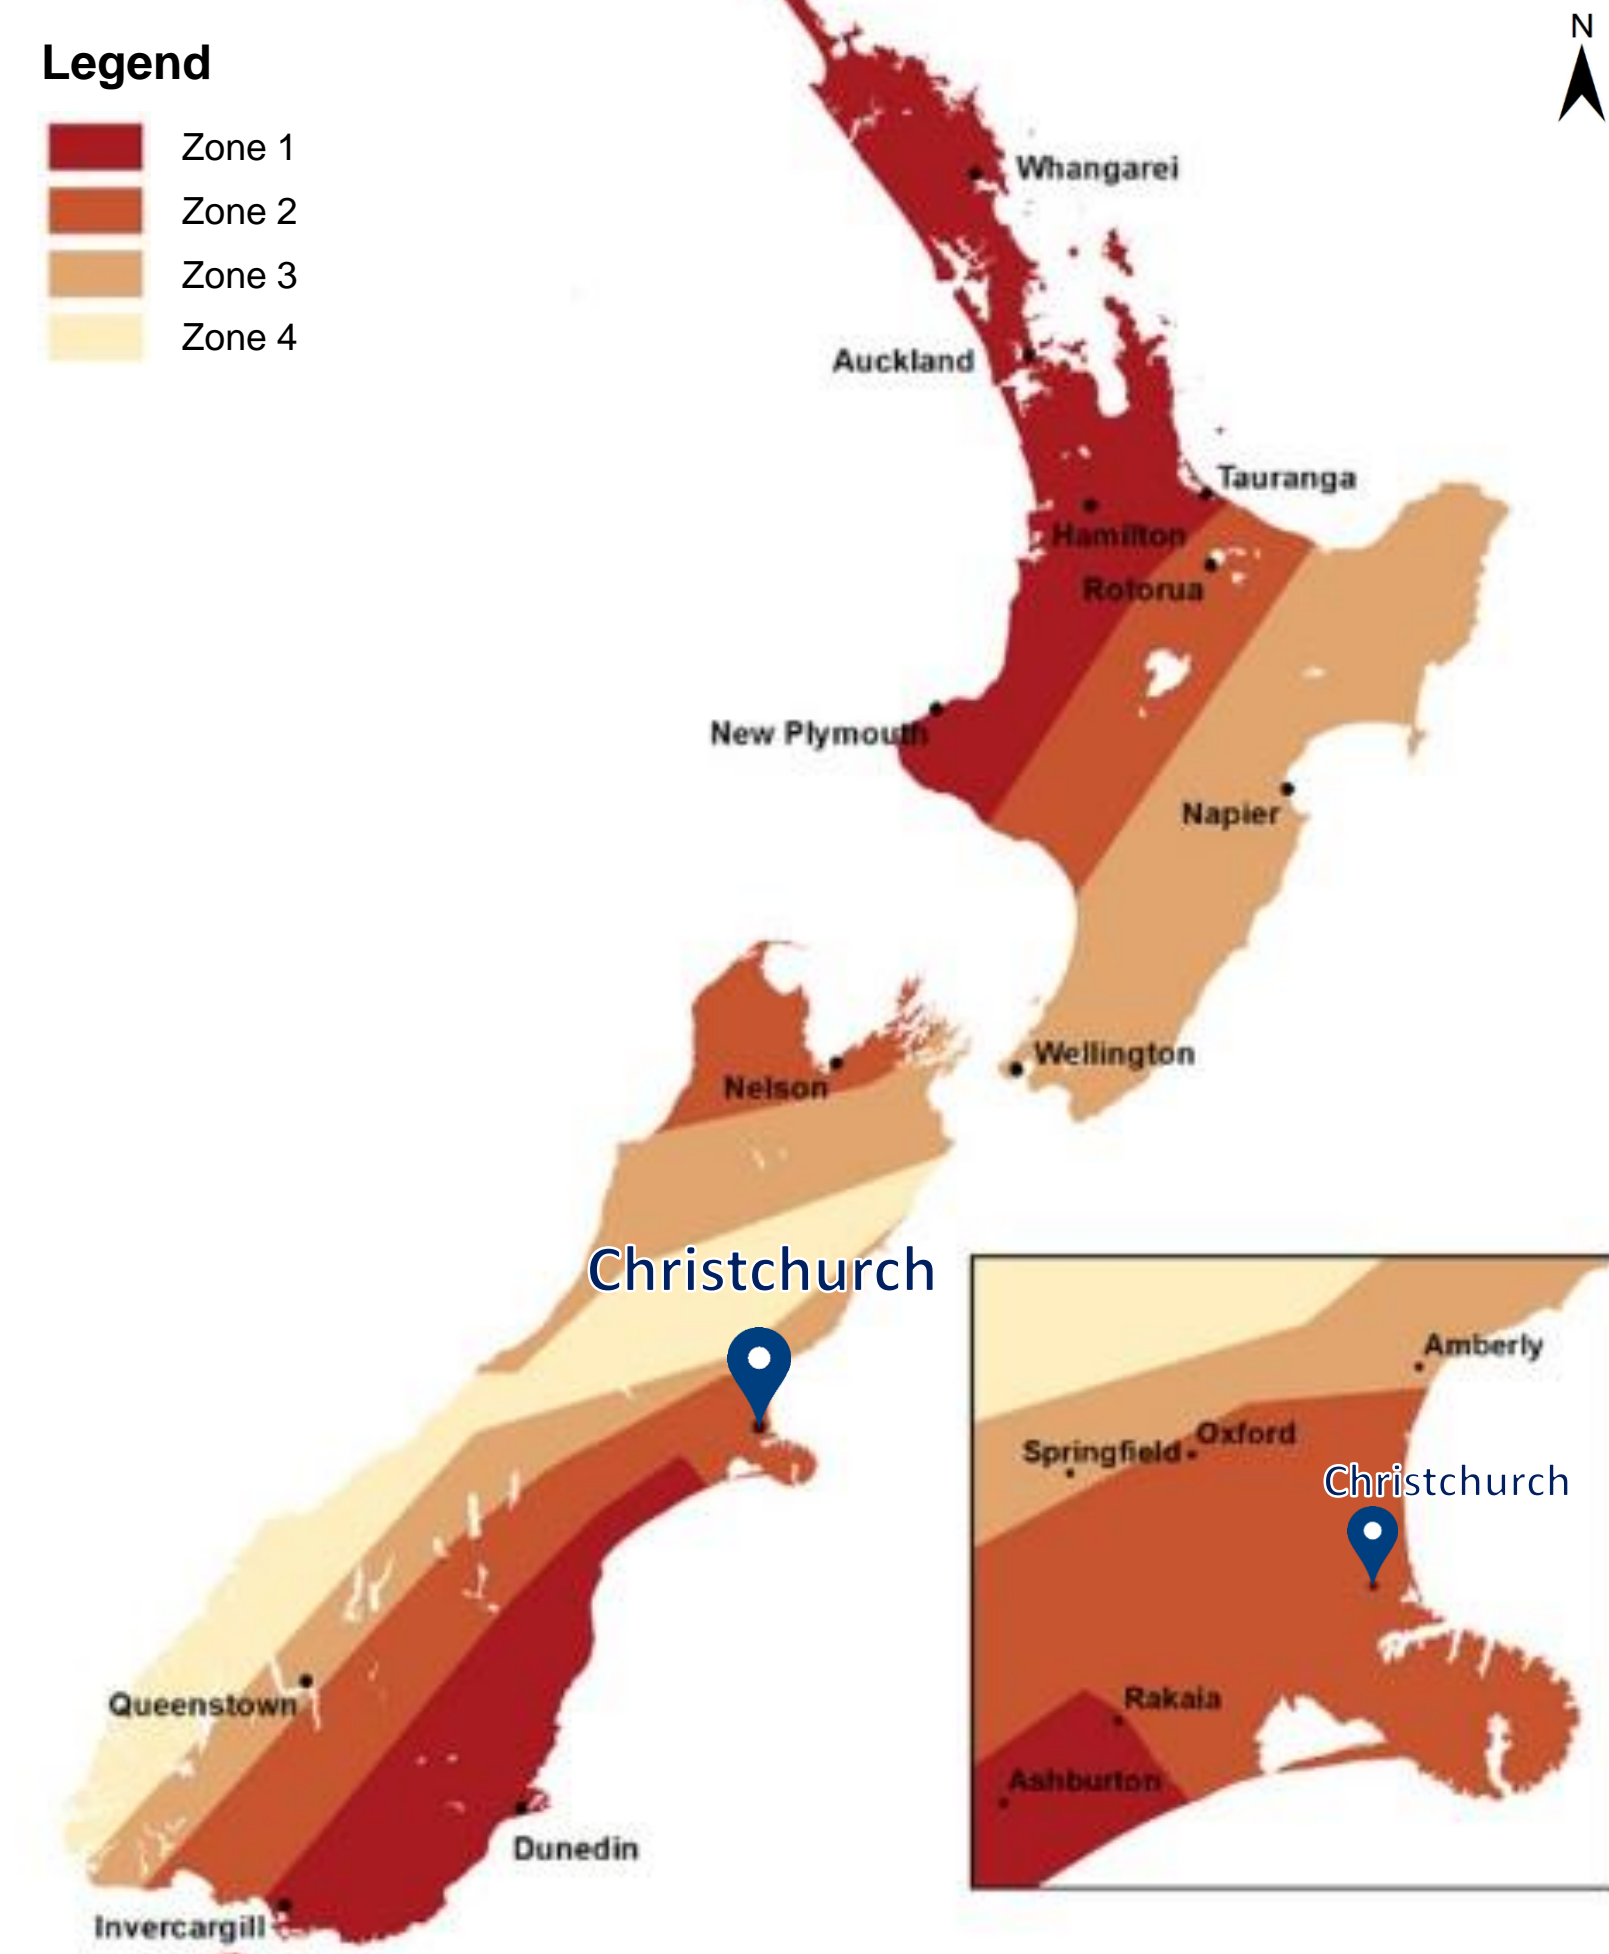 Legend
Zone 1
Zone 2
Zone 3
Zone 4
N
Whangarei
Auckland
Tauranga
Hamilton
Rotorua
New Plymouth
Napier
Wellington
Nelson
Christchurch
Queenstown
Dunedin
Invercargill
Amberly
Oxford
Springfield
Christchurch
Rakaia
Ashburton